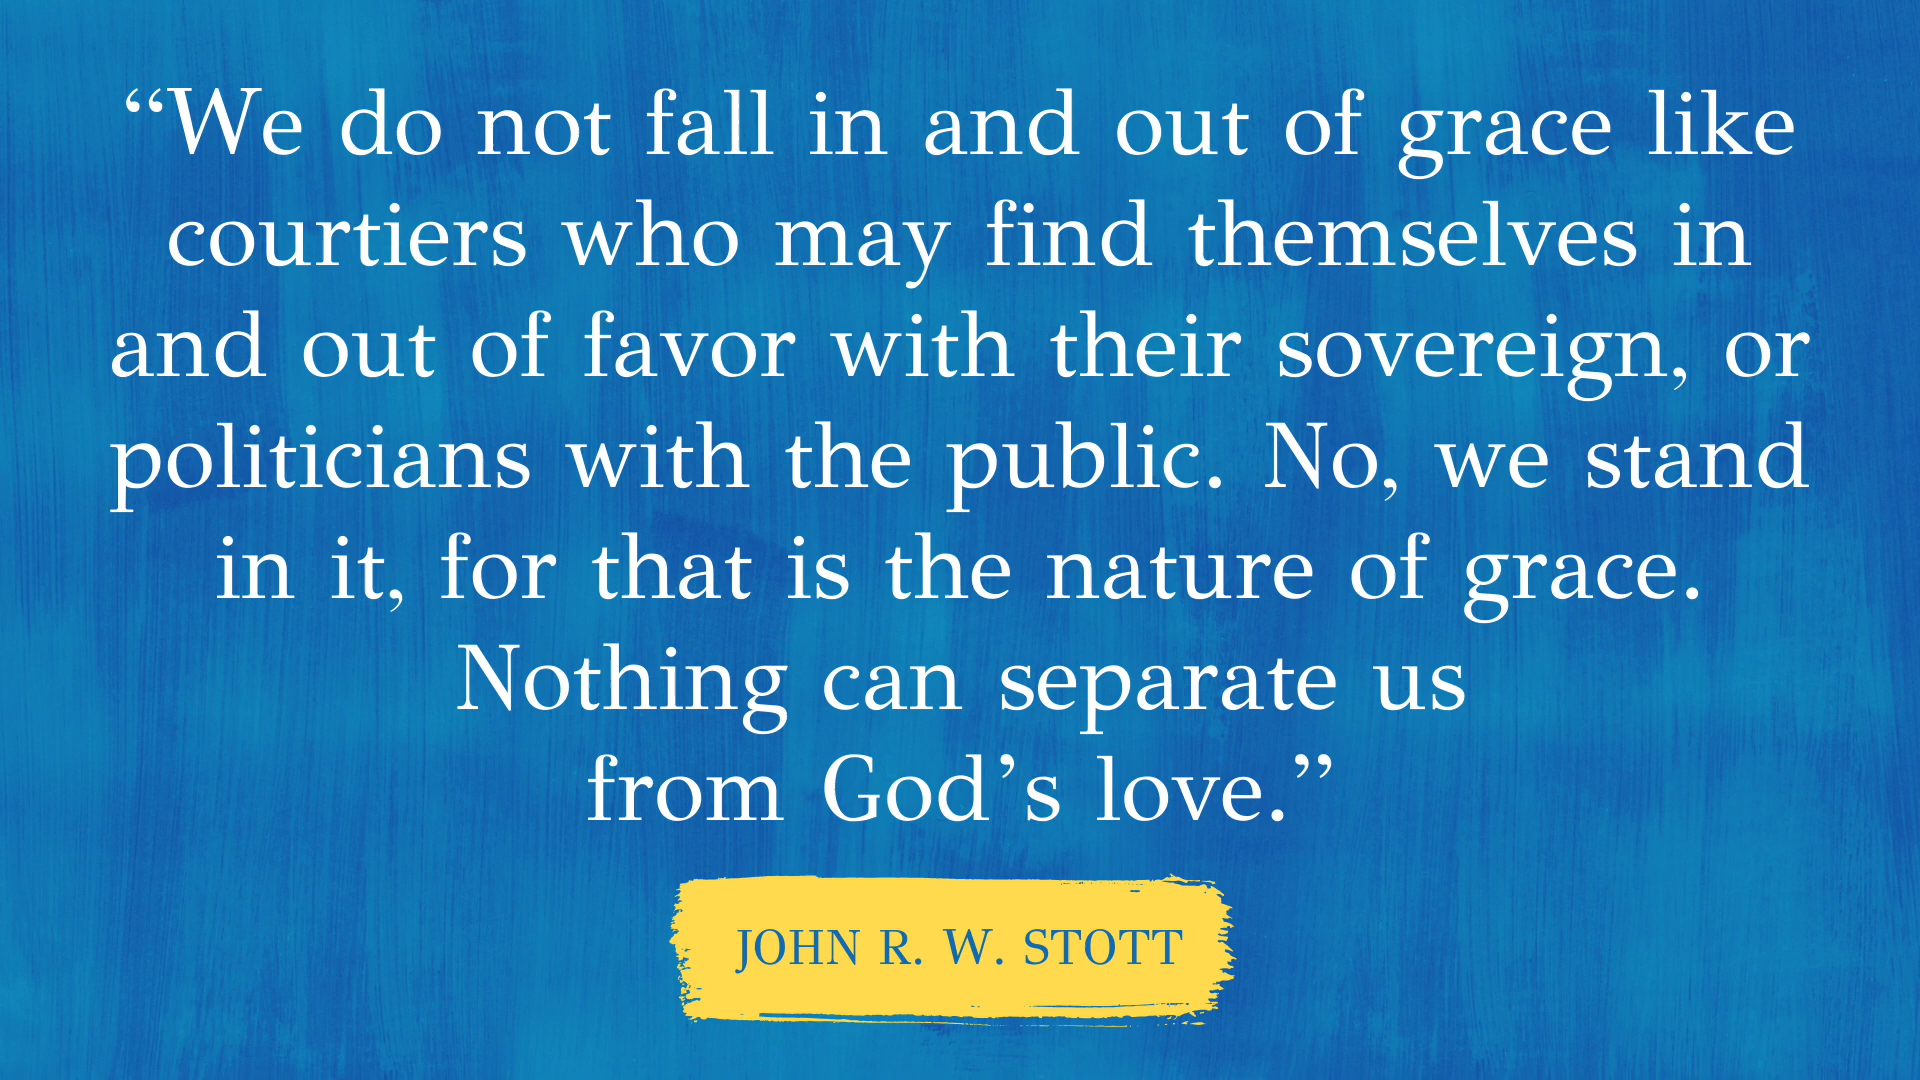 “We do not fall in and out of grace like
courtiers who may find themselves in
and out of favor with their sovereign, or
politicians with the public. No, we stand
in it, for that is the nature of grace.
Nothing can separate us
from God’s love.”
JOHN R. W. STOTT